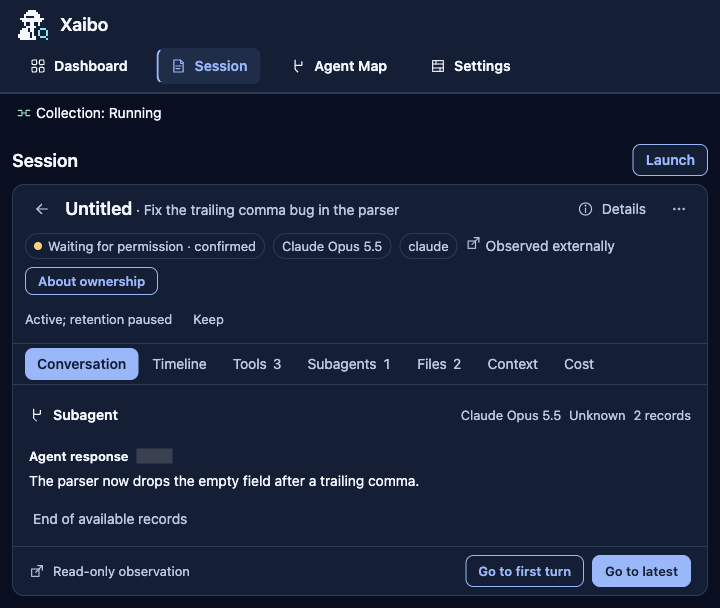 Xaibo
Dashboard Session Agent Map Settings
Collection: Running
Session Launch
Untitled · Fix the trailing comma bug in the parser Details ···
Waiting for permission · confirmed Claude Opus 5.5 claude Observed externally
About ownership
Active; retention paused Keep
Conversation Timeline Tools 3 Subagents 1 Files 2 Context Cost
Subagent Claude Opus 5.5 Unknown 2 records
Agent response
The parser now drops the empty field after a trailing comma.
End of available records
Read-only observation Go to first turn Go to latest